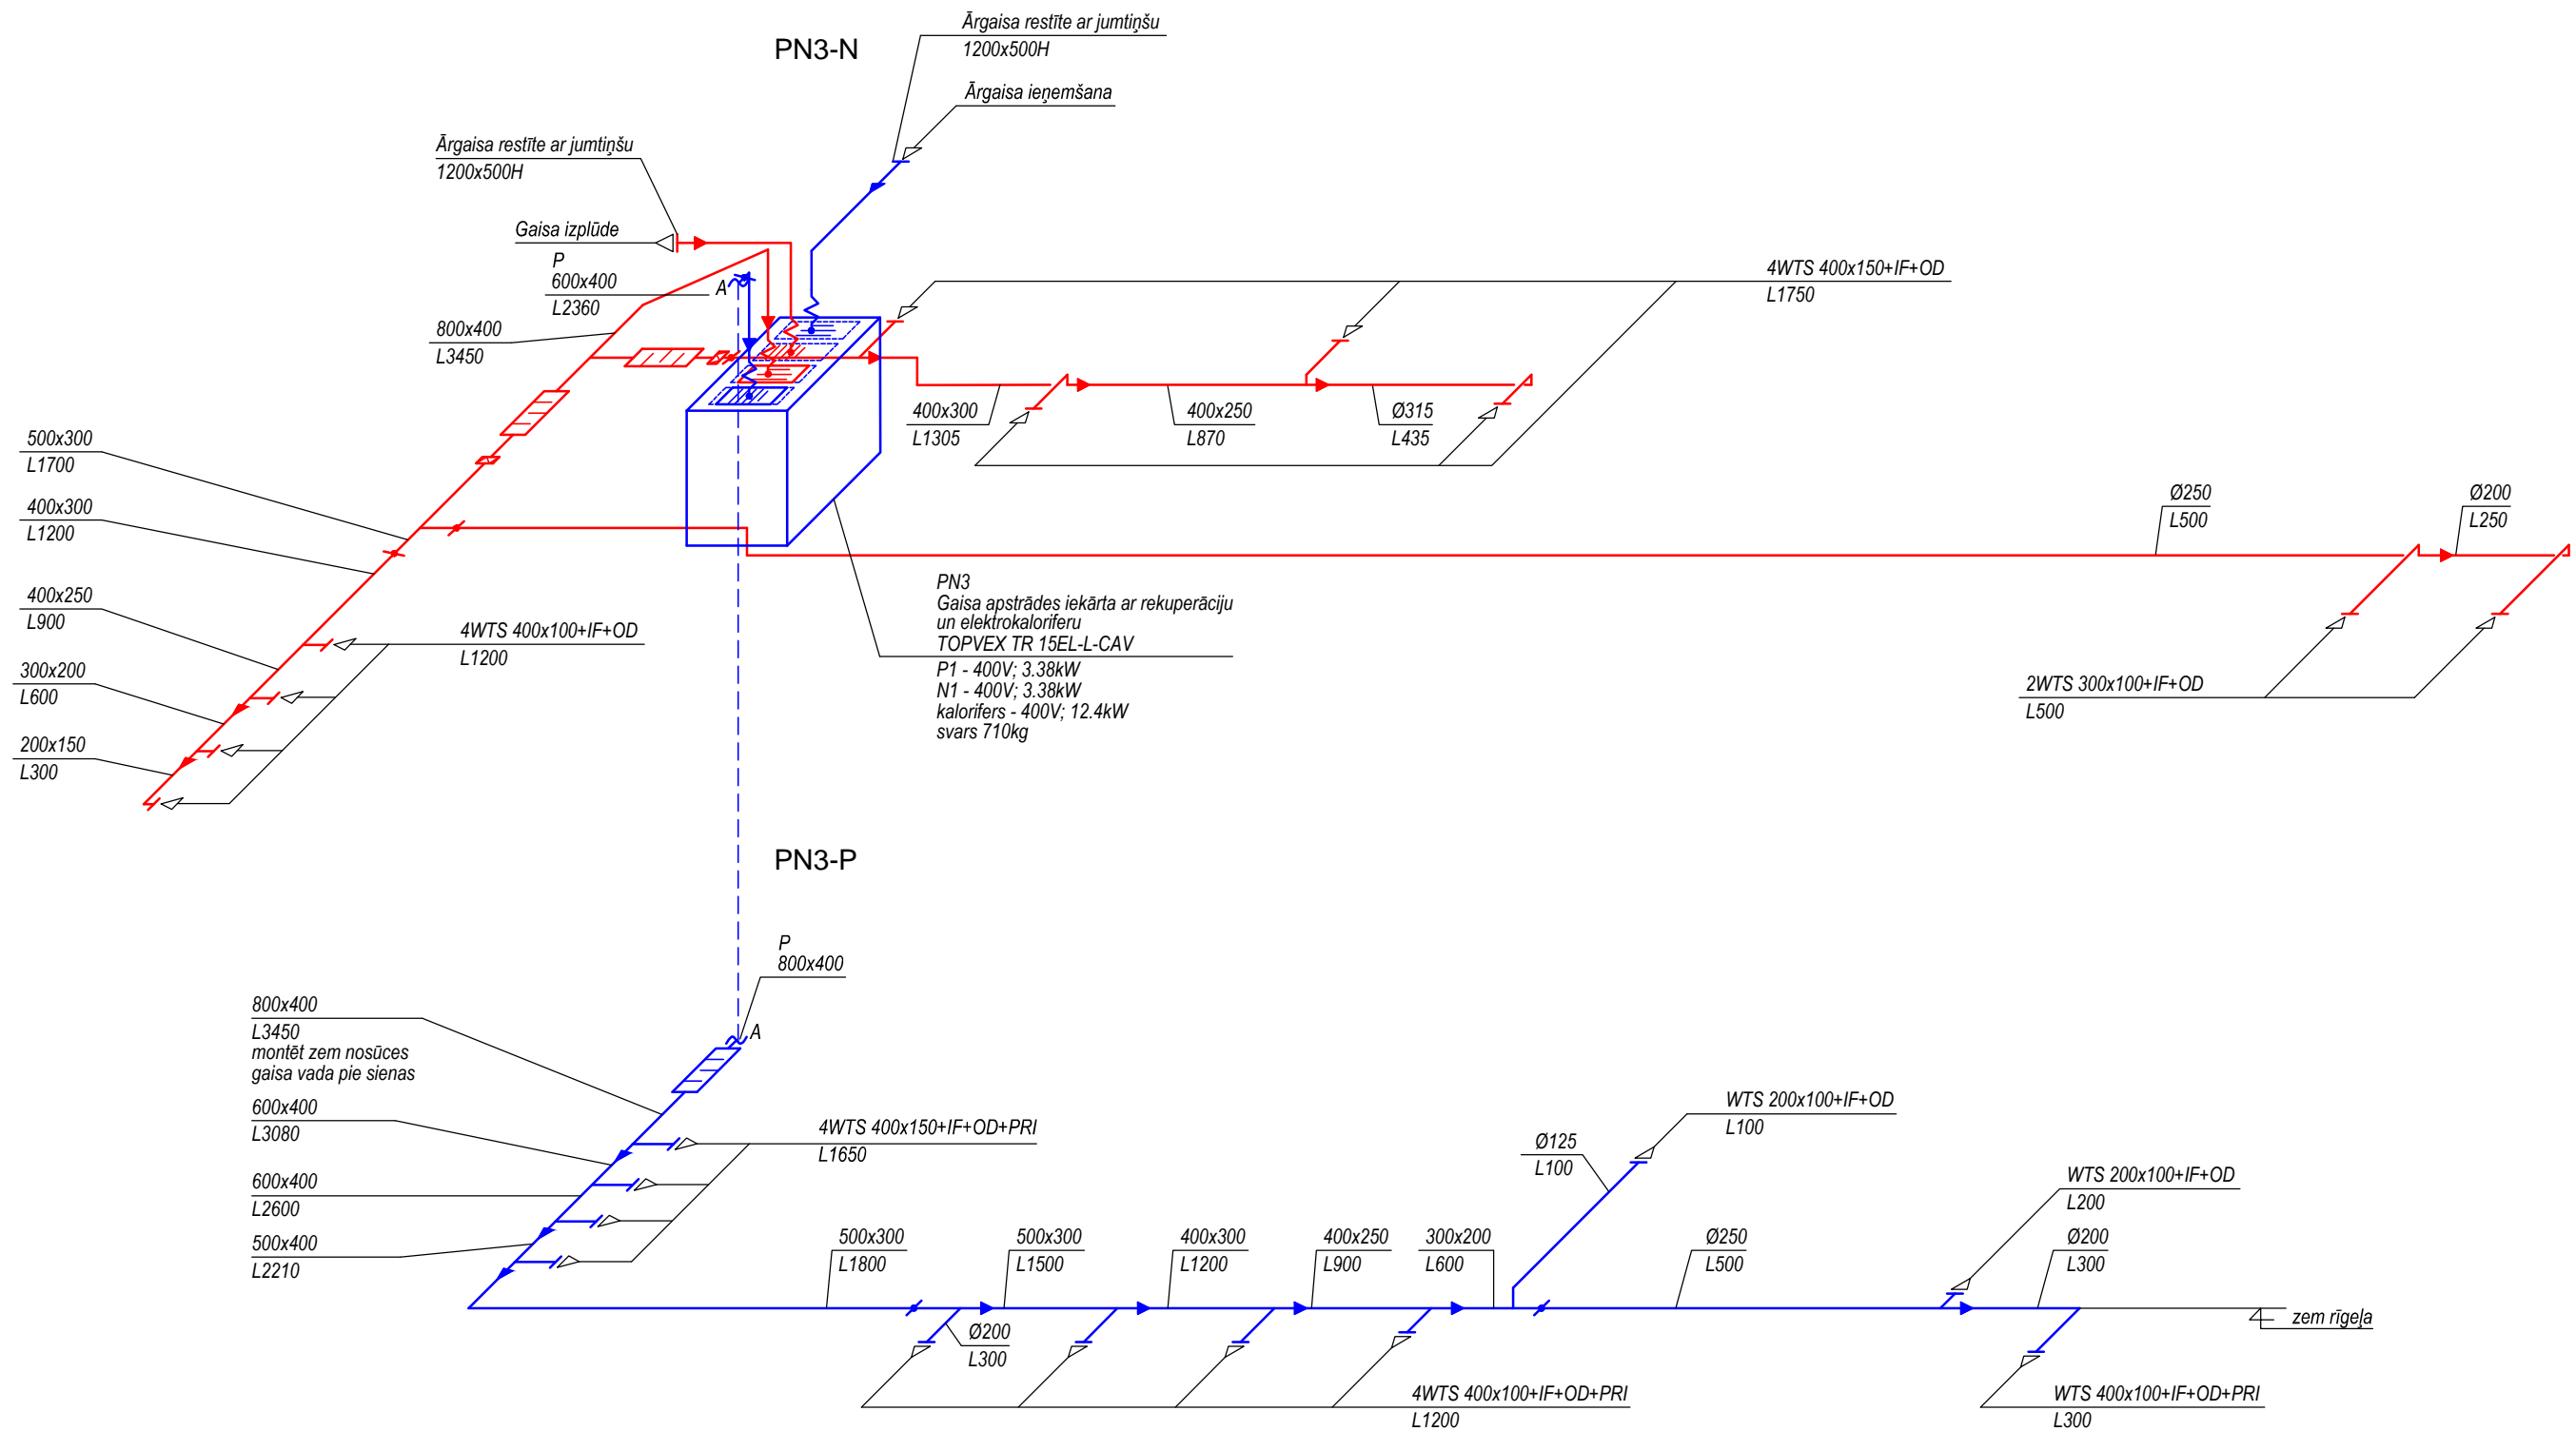 PN3-N
Ārgaisa restīte ar jumtiņšu
1200x500H
Ārgaisa ieņemšana
Ārgaisa restīte ar jumtiņšu
1200x500H
Gaisa izplūde
P
600x400
L2360
A
800x400
L3450
4WTS 400x150+IF+OD
L1750
400x300
L1305
400x250
L870
Ø315
L435
500x300
L1700
400x300
L1200
400x250
L900
300x200
L600
200x150
L300
4WTS 400x100+IF+OD
L1200
Ø250
L500
Ø200
L250
2WTS 300x100+IF+OD
L500
PN3
Gaisa apstrādes iekārta ar rekuperāciju
un elektrokaloriferu
TOPVEX TR 15EL-L-CAV
P1 - 400V; 3.38kW
N1 - 400V; 3.38kW
kalorifers - 400V; 12.4kW
svars 710kg
PN3-P
P
800x400
A
800x400
L3450
montēt zem nosūces
gaisa vada pie sienas
600x400
L3080
600x400
L2600
500x400
L2210
4WTS 400x150+IF+OD+PRI
L1650
500x300
L1800
500x300
L1500
400x300
L1200
400x250
L900
300x200
L600
Ø125
L100
WTS 200x100+IF+OD
L100
Ø250
L500
WTS 200x100+IF+OD
L200
Ø200
L300
zem rīgeļa
Ø200
L300
4WTS 400x100+IF+OD+PRI
L1200
WTS 400x100+IF+OD+PRI
L300